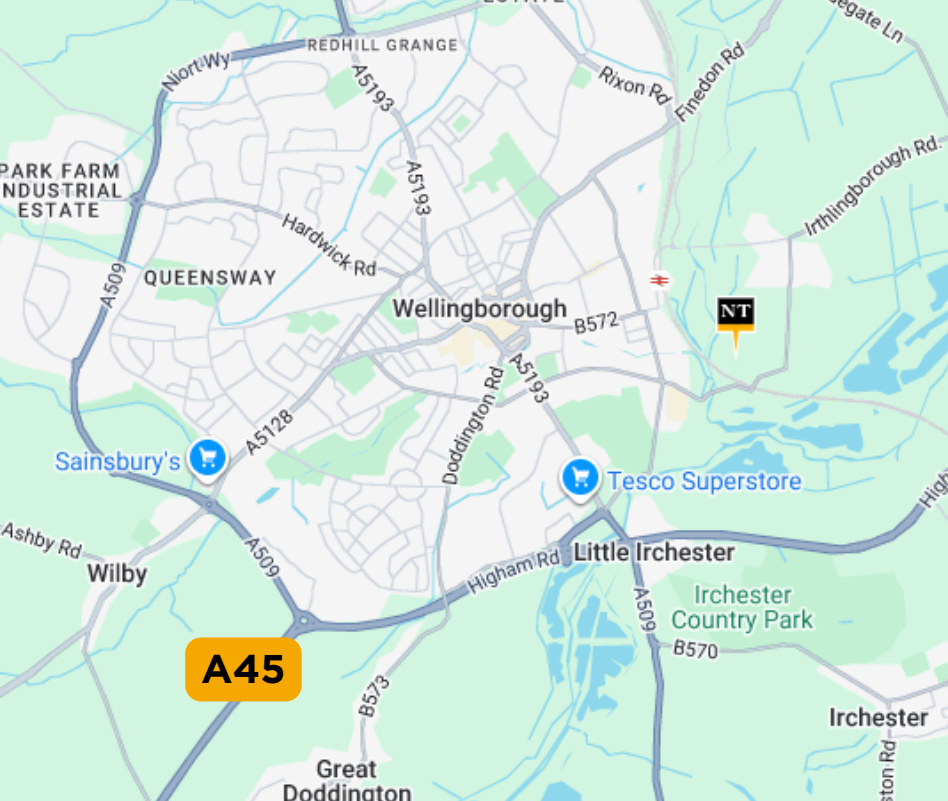 ESTATE
REDHILL GRANGE
Niort Wy
A5193
Rixon Rd
Finedon Rd
A5193
PARK FARM
INDUSTRIAL
ESTATE
Irthlingborough Rd
Hardwick Rd
QUEENSWAY
A509
Wellingborough
NT
B572
A5193
Doddington Rd
A5128
Sainsbury's
Tesco Superstore
Ashby Rd
Wilby
A509
Higham Rd
Little Irchester
Irchester
Country Park
A509
B570
A45
B573
Irchester
Great
Doddington